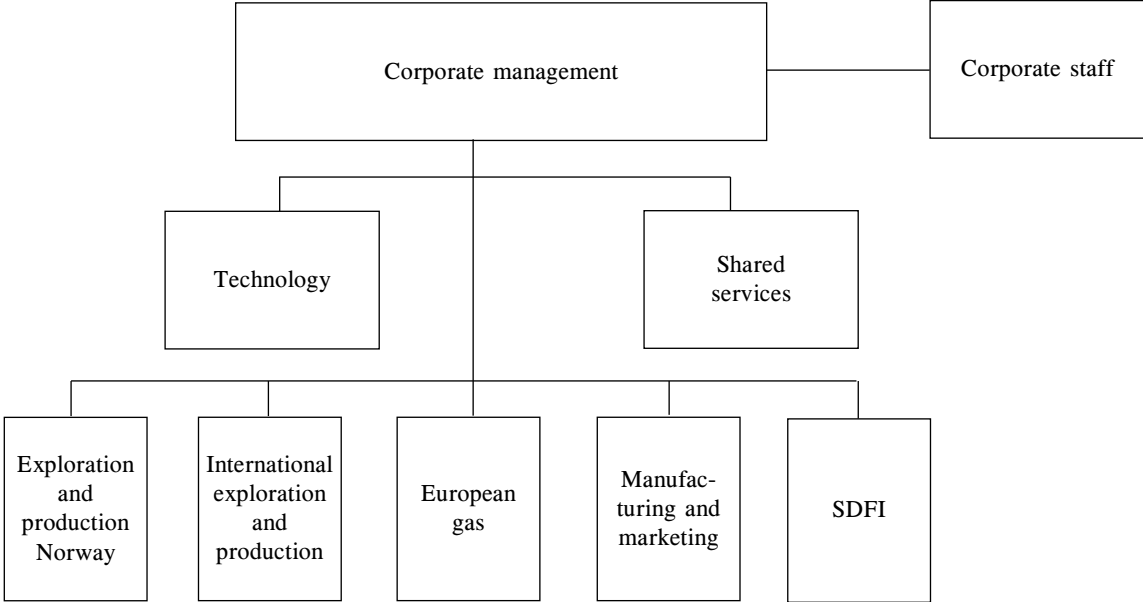 Corporate management
Corporate staff
Technology
Shared
services
Exploration
and
production
Norway
International
exploration
and
production
European
gas
Manufac-
turing and
marketing
SDFI